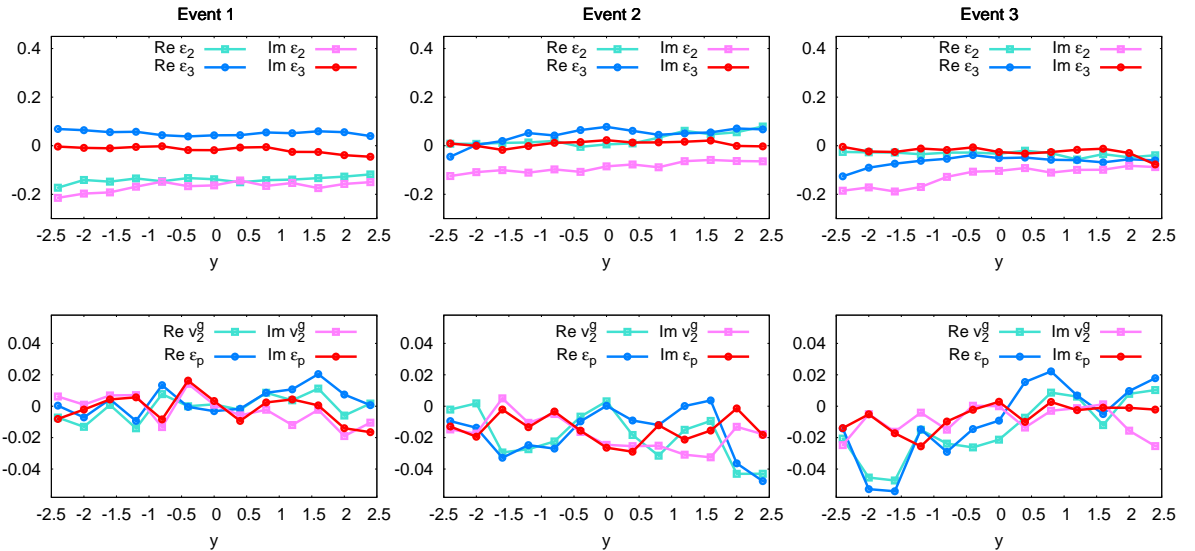 Event 1
Event 2
Event 3
0.4
0.2
0
-0.2
Re ε2
Im ε2
Re ε3
Im ε3
-2.5 -2 -1.5 -1 -0.5 0 0.5 1 1.5 2 2.5
y
0.4
0.2
0
-0.2
Re ε2
Im ε2
Re ε3
Im ε3
-2.5 -2 -1.5 -1 -0.5 0 0.5 1 1.5 2 2.5
y
0.4
0.2
0
-0.2
Re ε2
Im ε2
Re ε3
Im ε3
-2.5 -2 -1.5 -1 -0.5 0 0.5 1 1.5 2 2.5
y
0.04
0.02
0
-0.02
-0.04
Re v2g
Im v2g
Re εp
Im εp
-2.5 -2 -1.5 -1 -0.5 0 0.5 1 1.5 2 2.5
y
0.04
0.02
0
-0.02
-0.04
Re v2g
Im v2g
Re εp
Im εp
-2.5 -2 -1.5 -1 -0.5 0 0.5 1 1.5 2 2.5
y
0.04
0.02
0
-0.02
-0.04
Re v2g
Im v2g
Re εp
Im εp
-2.5 -2 -1.5 -1 -0.5 0 0.5 1 1.5 2 2.5
y